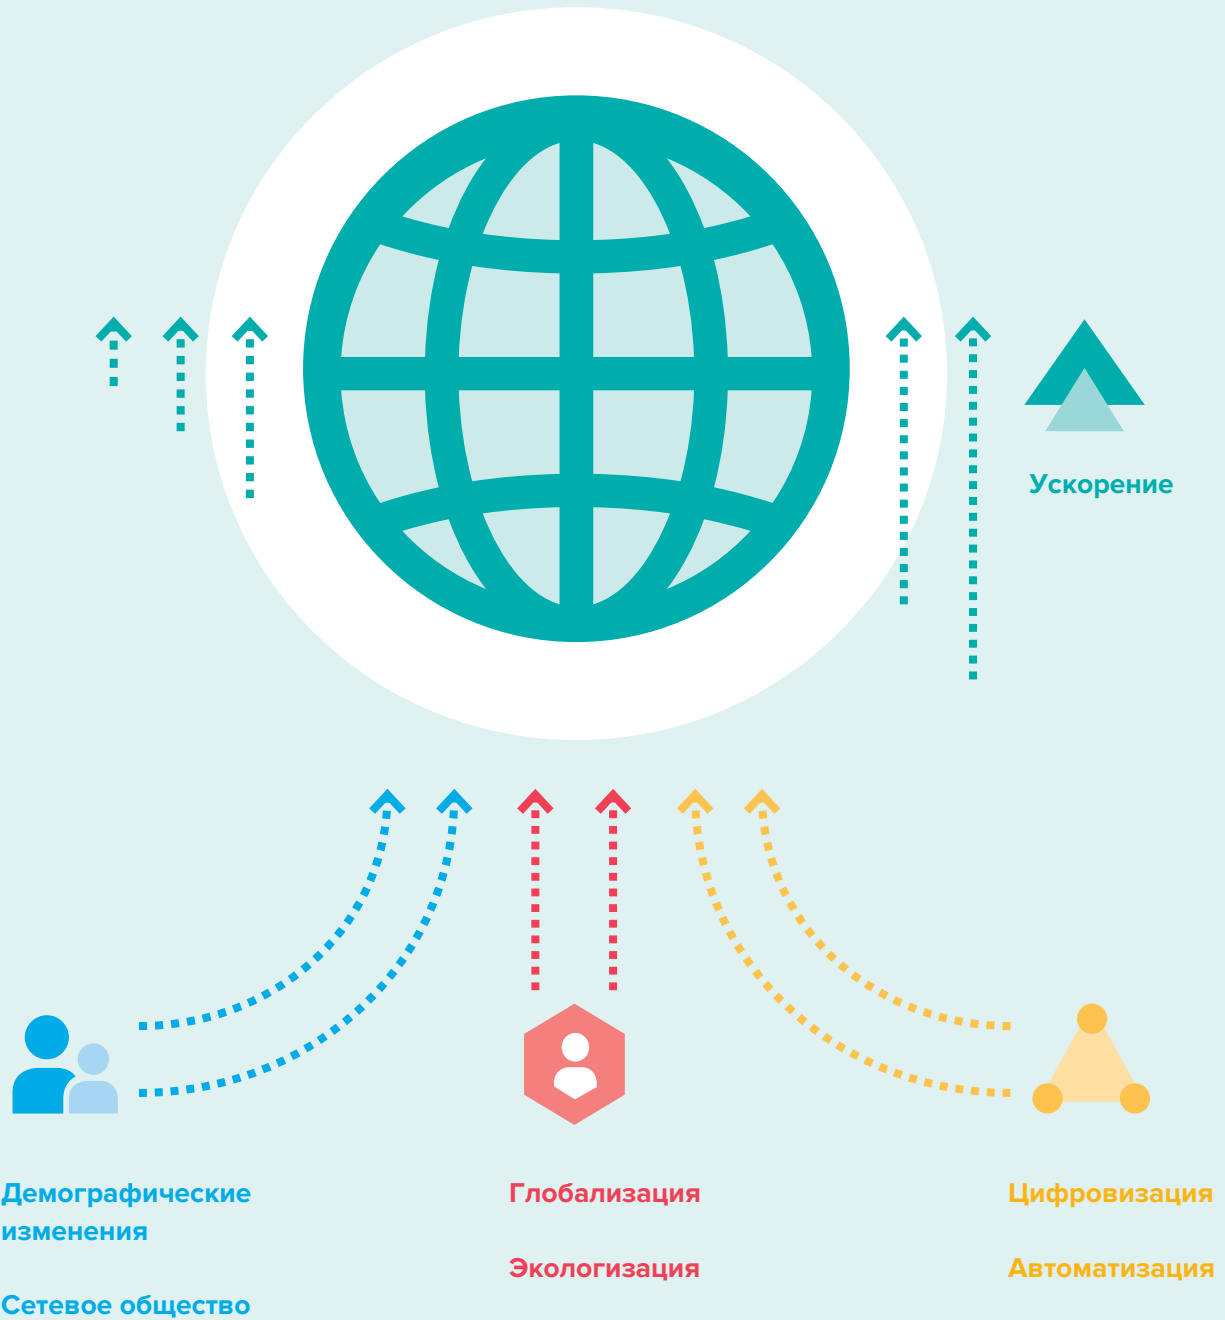 Ускорение
Демографические
изменения
Сетевое общество
Глобализация
Экологизация
Цифровизация
Автоматизация